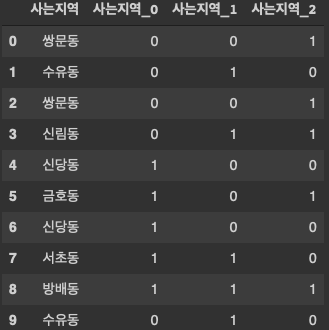 사는지역 사는지역_0 사는지역_1 사는지역_2
0 쌍문동 0 0 1
1 수유동 0 1 0
2 쌍문동 0 0 1
3 신림동 0 1 1
4 신당동 1 0 0
5 금호동 1 0 1
6 신당동 1 0 0
7 서초동 1 1 0
8 방배동 1 1 1
9 수유동 0 1 0